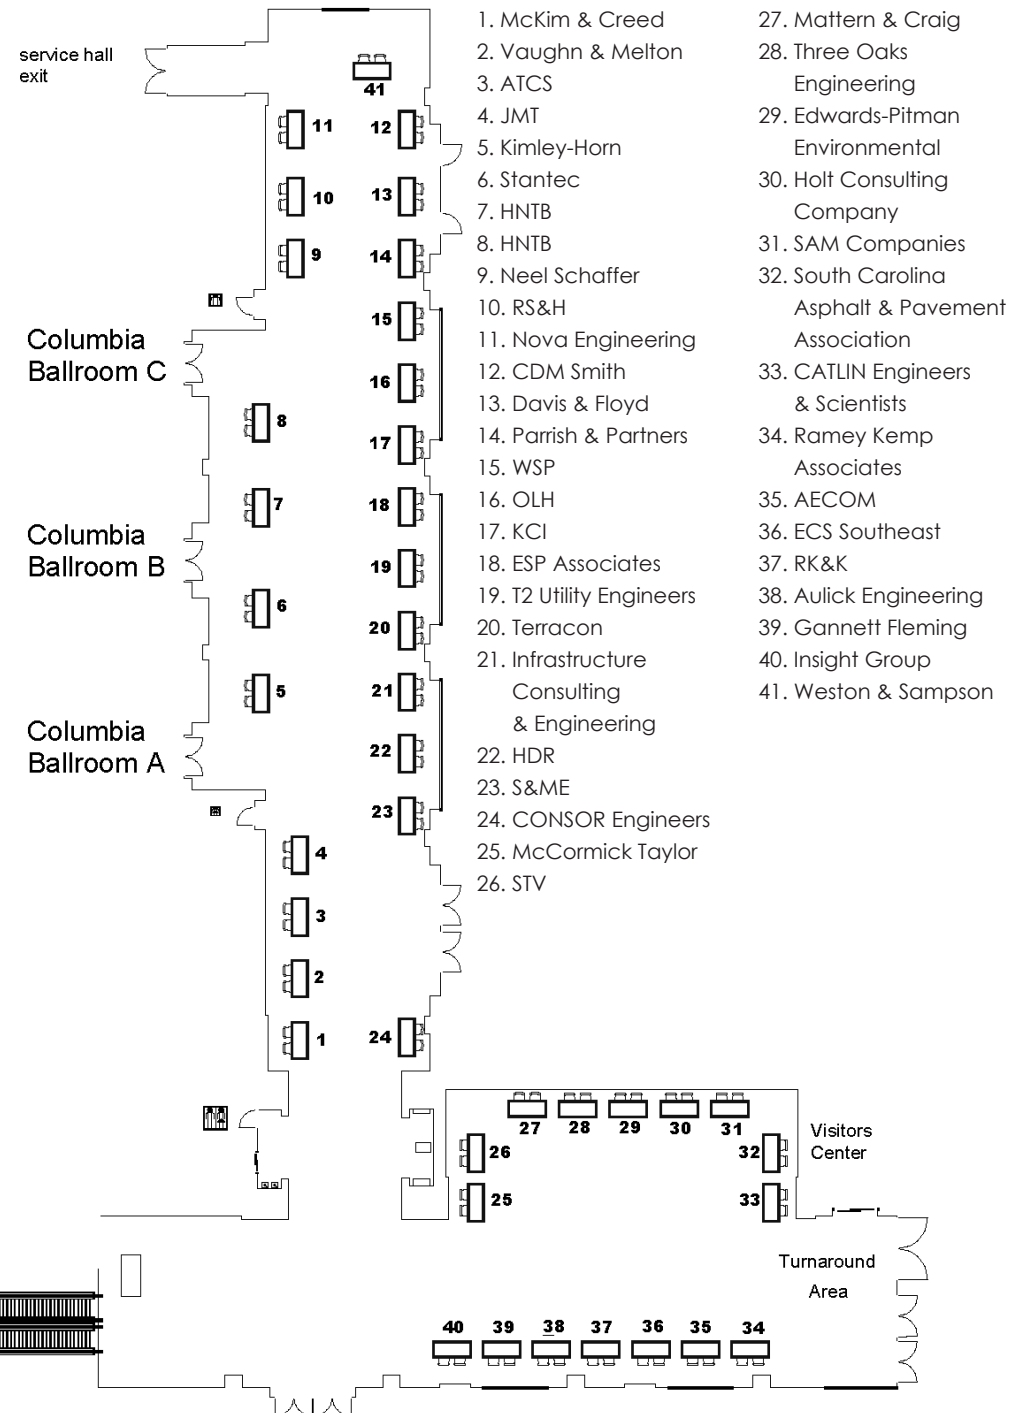 service hall
exit
41
11
12
10
13
9
14
15
Columbia
Ballroom C
16
8
17
7
18
Columbia
Ballroom B
19
6
20
5
21
Columbia
Ballroom A
22
23
4
3
2
1
24
27
28
29
30
31
26
32
Visitors
Center
25
33
Turnaround
Area
40
39
38
37
36
35
34
1. McKim & Creed
2. Vaughn & Melton
3. ATCS
4. JMT
5. Kimley-Horn
6. Stantec
7. HNTB
8. HNTB
9. Neel Schaffer
10. RS&H
11. Nova Engineering
12. CDM Smith
13. Davis & Floyd
14. Parrish & Partners
15. WSP
16. OLH
17. KCI
18. ESP Associates
19. T2 Utility Engineers
20. Terracon
21. Infrastructure
Consulting
& Engineering
22. HDR
23. S&ME
24. CONSOR Engineers
25. McCormick Taylor
26. STV
27. Mattern & Craig
28. Three Oaks
Engineering
29. Edwards-Pitman
Environmental
30. Holt Consulting
Company
31. SAM Companies
32. South Carolina
Asphalt & Pavement
Association
33. CATLIN Engineers
& Scientists
34. Ramey Kemp
Associates
35. AECOM
36. ECS Southeast
37. RK&K
38. Aulick Engineering
39. Gannett Fleming
40. Insight Group
41. Weston & Sampson